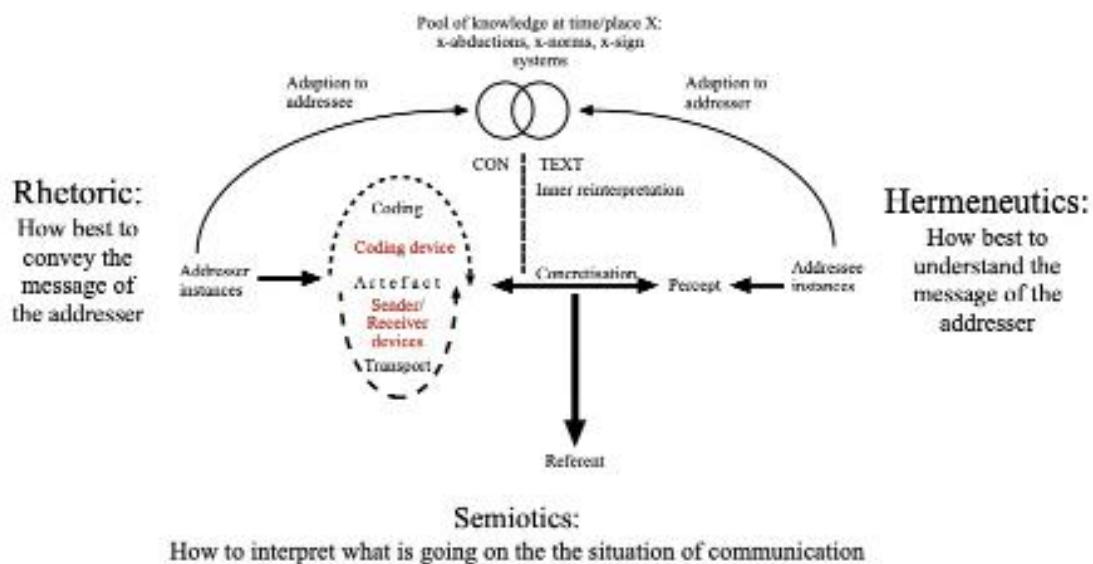 Pool of knowledge at time/place X:
x-abductions, x-norms, x-sign
systems
Adaption to
addressee
Adaption to
addresser
CON TEXT
Inner reinterpretation
Rhetoric:
How best to
convey the
message of
the addresser
Addresser
instances
Coding
Coding device
Artefact
Sender/
Receiver
devices
Transport
Concretisation
Percept
Addressee
instances
Hermeneutics:
How best to
understand the
message of the
addresser
Referent
Semiotics:
How to interpret what is going on the the situation of communication